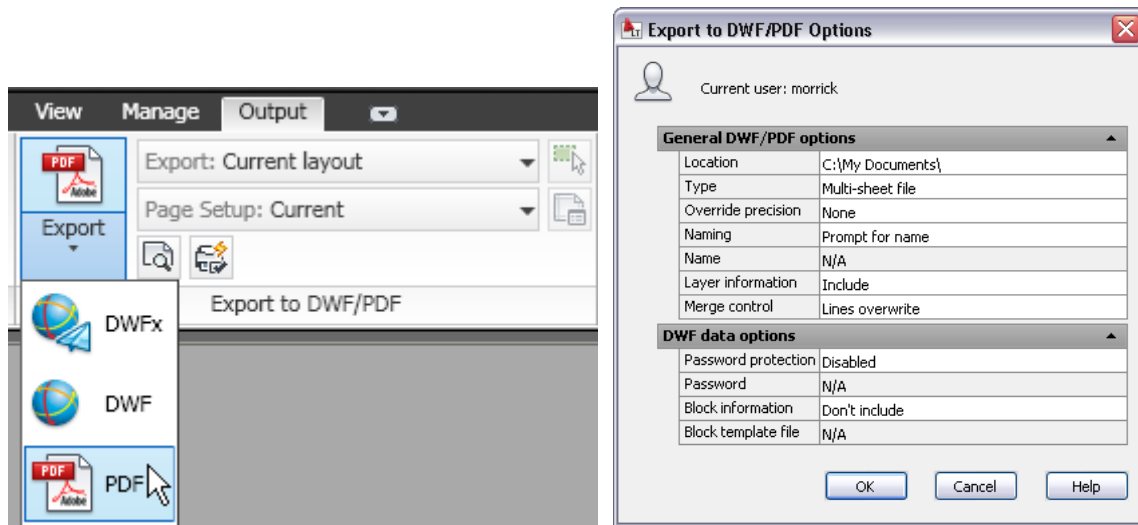 View Manage Output
PDF
Adobe
Export
Export: Current layout
Page Setup: Current
Export to DWF/PDF
DWFx
DWF
PDF
Adobe
PDF
LT
Export to DWF/PDF Options
Current user: morrick
General DWF/PDF options
Location C:\My Documents\
Type Multi-sheet file
Override precision None
Naming Prompt for name
Name N/A
Layer information Include
Merge control Lines overwrite
DWF data options
Password protection Disabled
Password N/A
Block information Don't include
Block template file N/A
OK Cancel Help